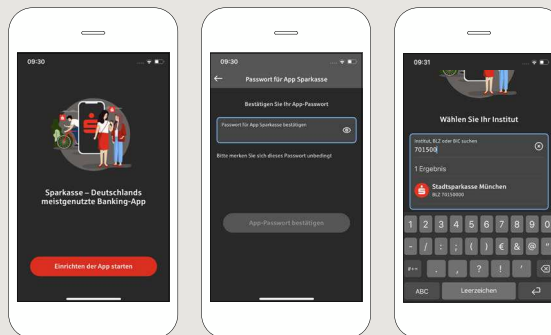 09:30
Sparkasse – Deutschlands
meistgenutzte Banking-App
Einrichten der App starten
09:30
Passwort für App Sparkasse
Bestätigen Sie Ihr App-Passwort
Passwort für App Sparkasse bestätigen
Bitte merken Sie sich dieses Passwort unbedingt!
App-Passwort bestätigen
09:31
Wählen Sie Ihr Institut
Institut, BLZ oder BIC suchen
701500
1 Ergebnis
Stadtsparkasse München
BLZ 70150000
1 2 3 4 5 6 7 8 9 0
- / : ; ( ) € & @ "
#+= . , ? ! '
ABC Leerzeichen